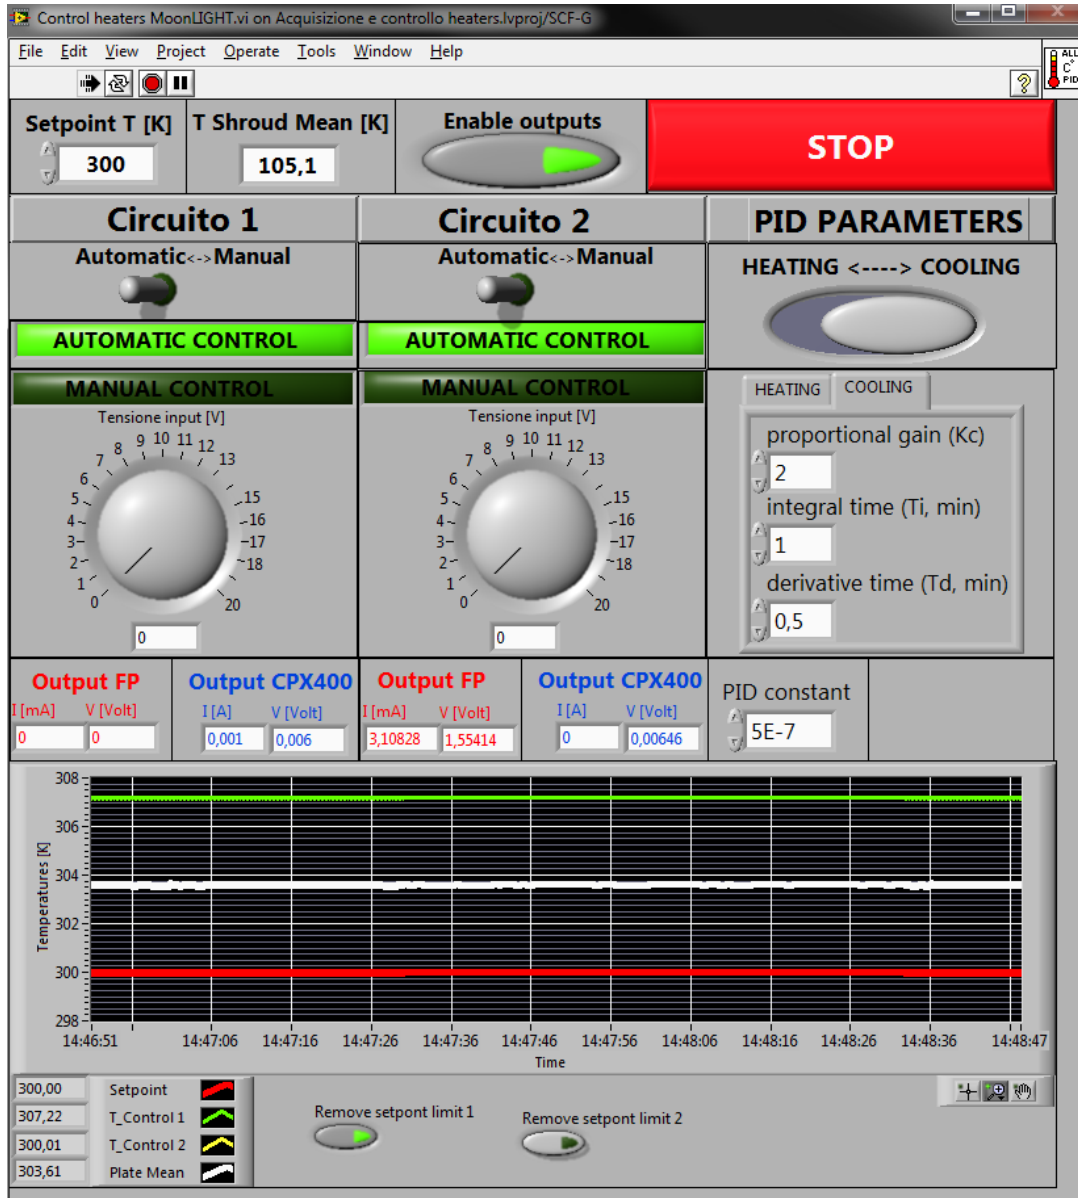 Control heaters MoonLIGHT.vi on Acquisizione e controllo heaters.lvproj/SCF-G
File Edit View Project Operate Tools Window Help
ALL
C°
PID
Setpoint T [K]
300
T Shroud Mean [K]
105,1
Enable outputs
STOP
Circuito 1
Circuito 2
PID PARAMETERS
Automatic<->Manual
Automatic<->Manual
HEATING <----> COOLING
AUTOMATIC CONTROL
AUTOMATIC CONTROL
MANUAL CONTROL
Tensione input [V]
0 1 2 3 4 5 6 7 8 9 10 11 12 13 15 16 17 18 20
0
MANUAL CONTROL
Tensione input [V]
0 1 2 3 4 5 6 7 8 9 10 11 12 13 15 16 17 18 20
0
HEATING COOLING
proportional gain (Kc)
2
integral time (Ti, min)
1
derivative time (Td, min)
0,5
Output FP
I [mA] V [Volt]
0 0
Output CPX400
I [A] V [Volt]
0,001 0,006
Output FP
I [mA] V [Volt]
3,10828 1,55414
Output CPX400
I [A] V [Volt]
0 0,00646
PID constant
5E-7
Temperatures [K]
308
306
304
302
300
298
14:46:51 14:47:06 14:47:16 14:47:26 14:47:36 14:47:46 14:47:56 14:48:06 14:48:16 14:48:26 14:48:36 14:48:47
Time
300,00 Setpoint
307,22 T_Control 1
300,01 T_Control 2
303,61 Plate Mean
Remove setpont limit 1
Remove setpont limit 2